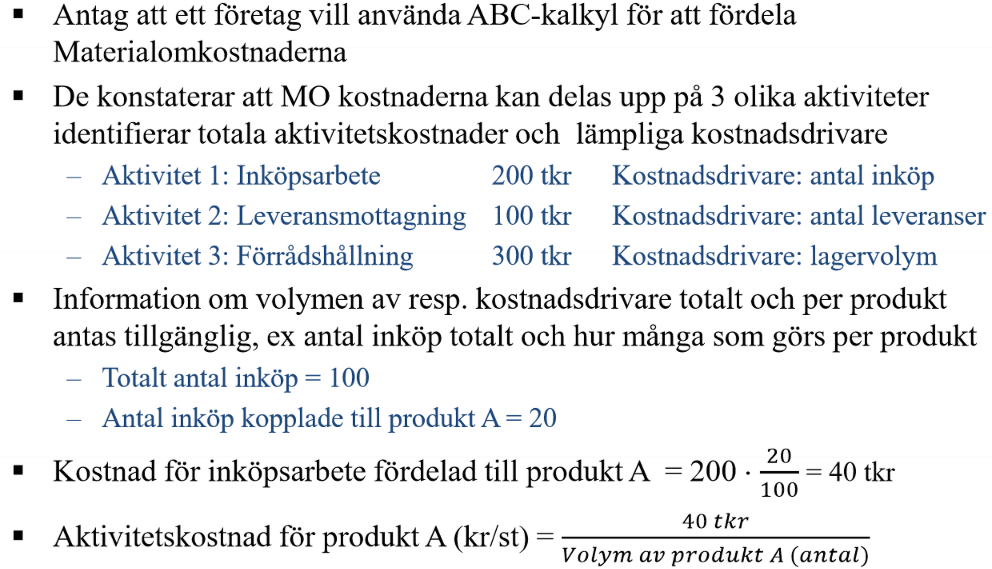 ▪ Antag att ett företag vill använda ABC-kalkyl för att fördela
Materialomkostnaderna
▪ De konstaterar att MO kostnaderna kan delas upp på 3 olika aktiviteter
identifierar totala aktivitetskostnader och lämpliga kostnadsdrivare
– Aktivitet 1: Inköpsarbete 200 tkr Kostnadsdrivare: antal inköp
– Aktivitet 2: Leveransmottagning 100 tkr Kostnadsdrivare: antal leveranser
– Aktivitet 3: Förrådshållning 300 tkr Kostnadsdrivare: lagervolym
▪ Information om volymen av resp. kostnadsdrivare totalt och per produkt
antas tillgänglig, ex antal inköp totalt och hur många som görs per produkt
– Totalt antal inköp = 100
– Antal inköp kopplade till produkt A = 20
▪ Kostnad för inköpsarbete fördelad till produkt A = 200 · 20/100 = 40 tkr
▪ Aktivitetskostnad för produkt A (kr/st) = 40 tkr / Volym av produkt A (antal)